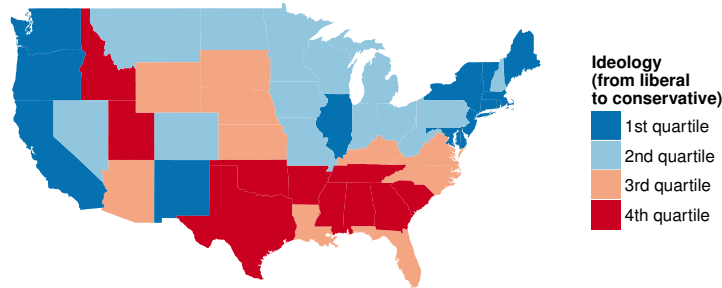 Ideology
(from liberal
to conservative)
1st quartile
2nd quartile
3rd quartile
4th quartile